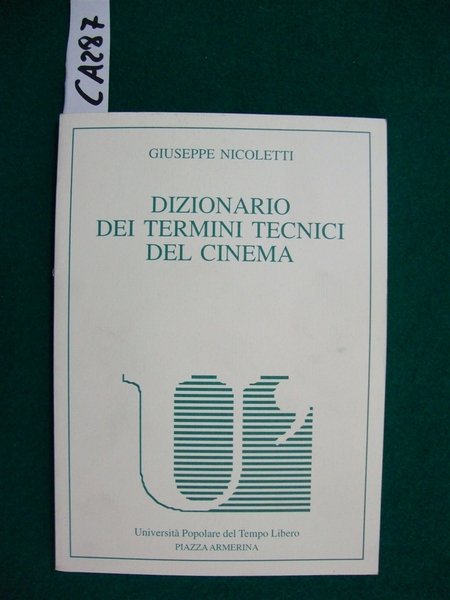 CA287
GIUSEPPE NICOLETTI
DIZIONARIO
DEI TERMINI TECNICI
DEL CINEMA
U'
Università Popolare del Tempo Libero
PIAZZA ARMERINA